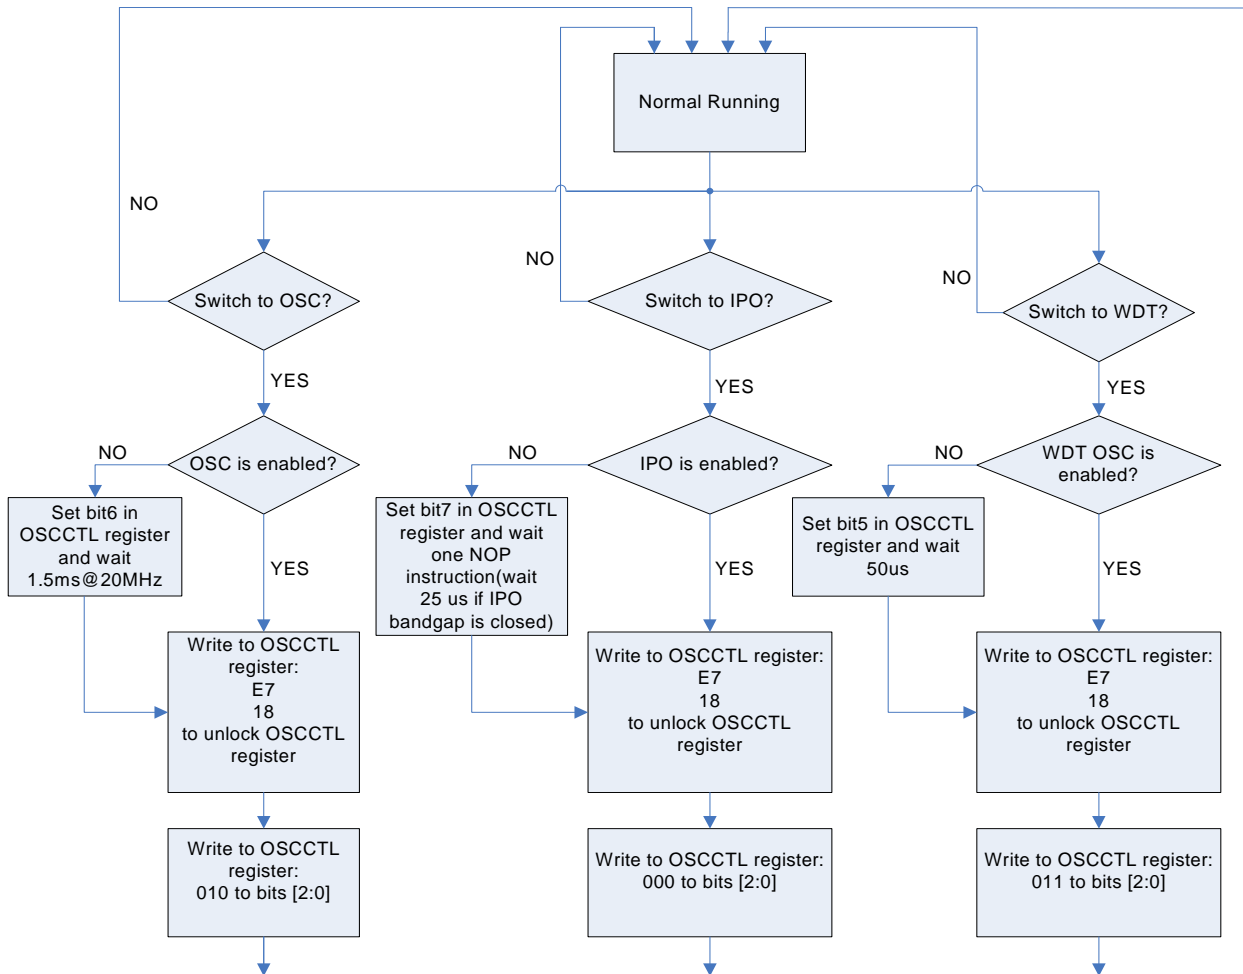 Normal Running
NO
NO
NO
Switch to OSC?
Switch to IPO?
Switch to WDT?
YES
YES
YES
NO
OSC is enabled?
NO
IPO is enabled?
NO
WDT OSC is
enabled?
Set bit6 in
OSCCTL register
and wait
1.5ms@20MHz
YES
Set bit7 in OSCCTL
register and wait
one NOP
instruction(wait
25 us if IPO
bandgap is closed)
YES
Set bit5 in OSCCTL
register and wait
50us
YES
Write to OSCCTL
register:
E7
18
to unlock OSCCTL
register
Write to OSCCTL register:
E7
18
to unlock OSCCTL
register
Write to OSCCTL register:
E7
18
to unlock OSCCTL
register
Write to OSCCTL
register:
010 to bits [2:0]
Write to OSCCTL register:
000 to bits [2:0]
Write to OSCCTL register:
011 to bits [2:0]